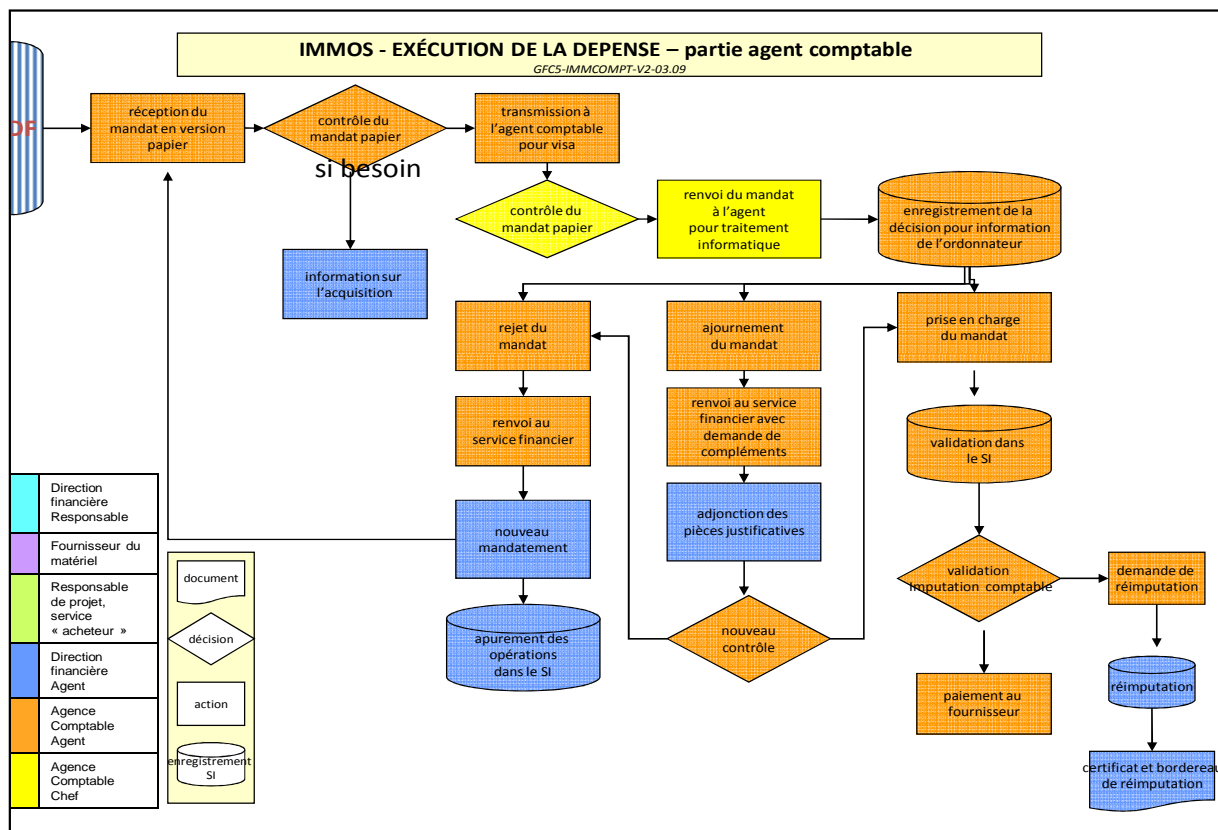 IMMOS - EXÉCUTION DE LA DEPENSE – partie agent comptable
GFC5-IMMCOMPT-V2-03.09
réception du
mandat en version
papier
contrôle du
mandat papier
si besoin
transmission à
l’agent comptable
pour visa
contrôle du
mandat papier
renvoi du mandat
à l’agent
pour traitement
informatique
enregistrement de la
décision pour information
de l’ordonnateur
information sur
l’acquisition
rejet du
mandat
ajournement
du mandat
prise en charge
du mandat
renvoi au
service financier
renvoi au service
financier avec
demande de
compléments
validation dans
le SI
nouveau
mandatement
adjonction des
pièces justificatives
validation
Imputation comptable
demande de
réimputation
apurement des
opérations
dans le SI
nouveau
contrôle
paiement au
fournisseur
réimputation
certificat et bordereau
de réimputation
Direction
financière
Responsable
Fournisseur du
matériel
Responsable
de projet,
service
« acheteur »
Direction
financière
Agent
Agence
Comptable
Agent
Agence
Comptable
Chef
document
décision
action
enregistrement
SI